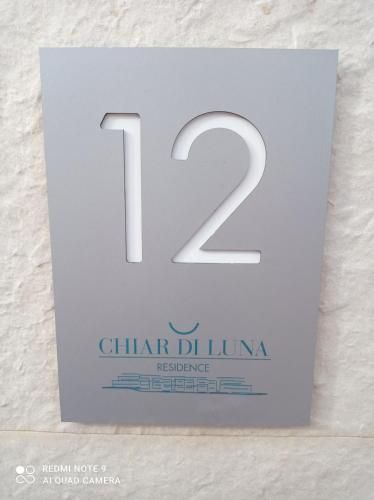 12
CHIAR DI LUNA
RESIDENCE
REDMI NOTE 9
AI QUAD CAMERA